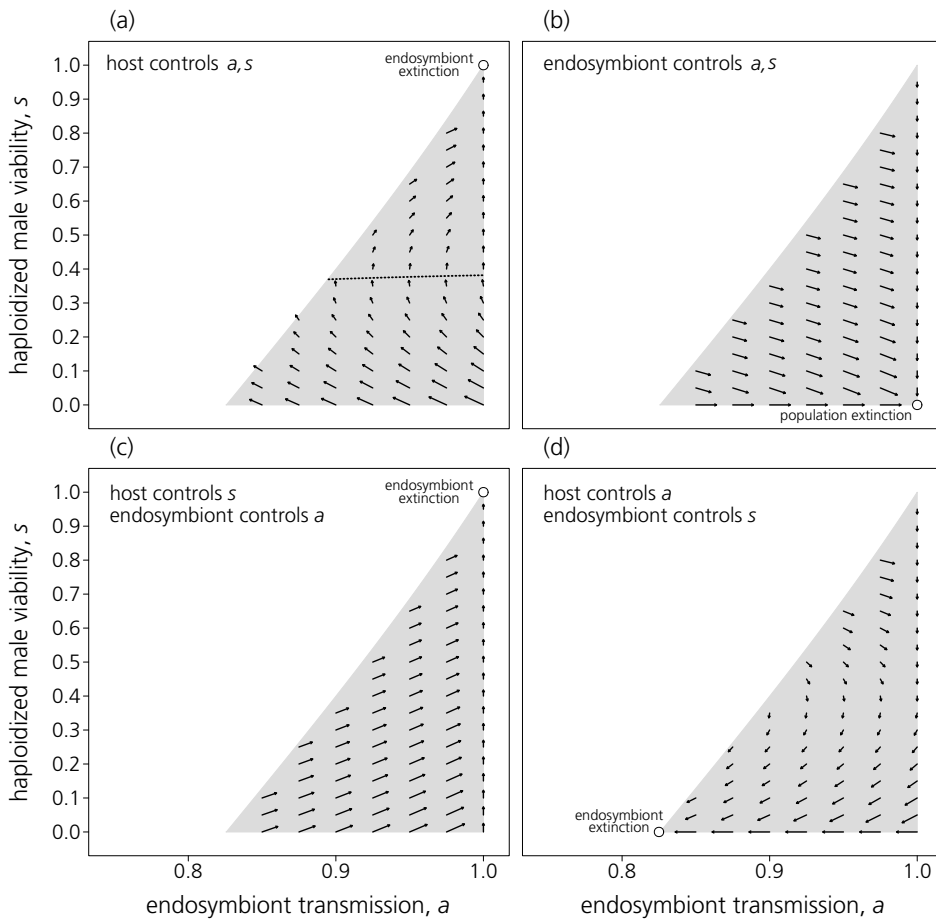 (a)
(b)
host controls a,s
endosymbiont
extinction
endosymbiont controls a,s
haploidized male viability, s
1.0
0.9
0.8
0.7
0.6
0.5
0.4
0.3
0.2
0.1
0.0
population extinction
(c)
(d)
host controls s
endosymbiont controls a
endosymbiont
extinction
host controls a
endosymbiont controls s
haploidized male viability, s
1.0
0.9
0.8
0.7
0.6
0.5
0.4
0.3
0.2
0.1
0.0
endosymbiont
extinction
0.8 0.9 1.0
0.8 0.9 1.0
endosymbiont transmission, a
endosymbiont transmission, a